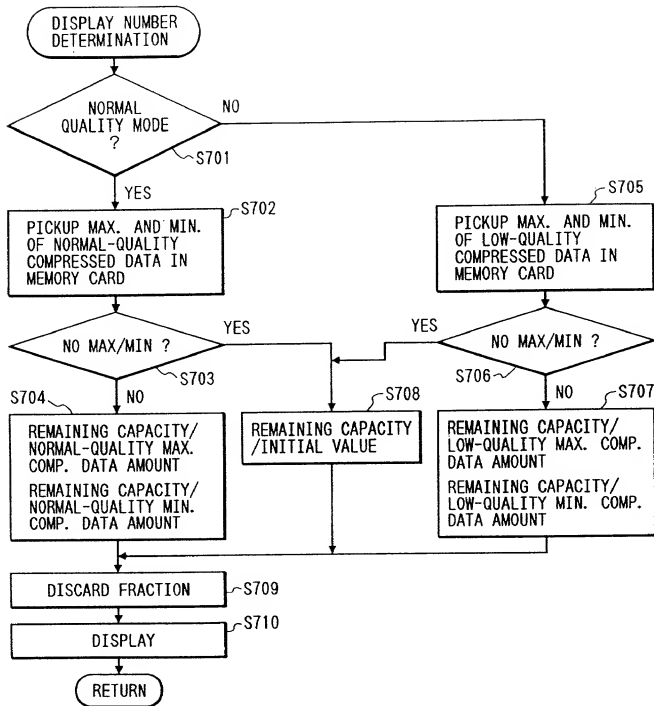 DISPLAY NUMBER
DETERMINATION
NORMAL
QUALITY MODE
?
NO
S701
YES
S702
PICKUP MAX. AND MIN.
OF NORMAL-QUALITY
COMPRESSED DATA IN
MEMORY CARD
S705
PICKUP MAX. AND MIN.
OF LOW-QUALITY
COMPRESSED DATA IN
MEMORY CARD
NO MAX/MIN ?
YES
S703
NO
YES
NO MAX/MIN ?
S706
NO
S704
REMAINING CAPACITY/
NORMAL-QUALITY MAX.
COMP. DATA AMOUNT
REMAINING CAPACITY/
NORMAL-QUALITY MIN.
COMP. DATA AMOUNT
S708
REMAINING CAPACITY
/INITIAL VALUE
S707
REMAINING CAPACITY/
LOW-QUALITY MAX. COMP.
DATA AMOUNT
REMAINING CAPACITY/
LOW-QUALITY MIN. COMP.
DATA AMOUNT
DISCARD FRACTION
S709
DISPLAY
S710
RETURN